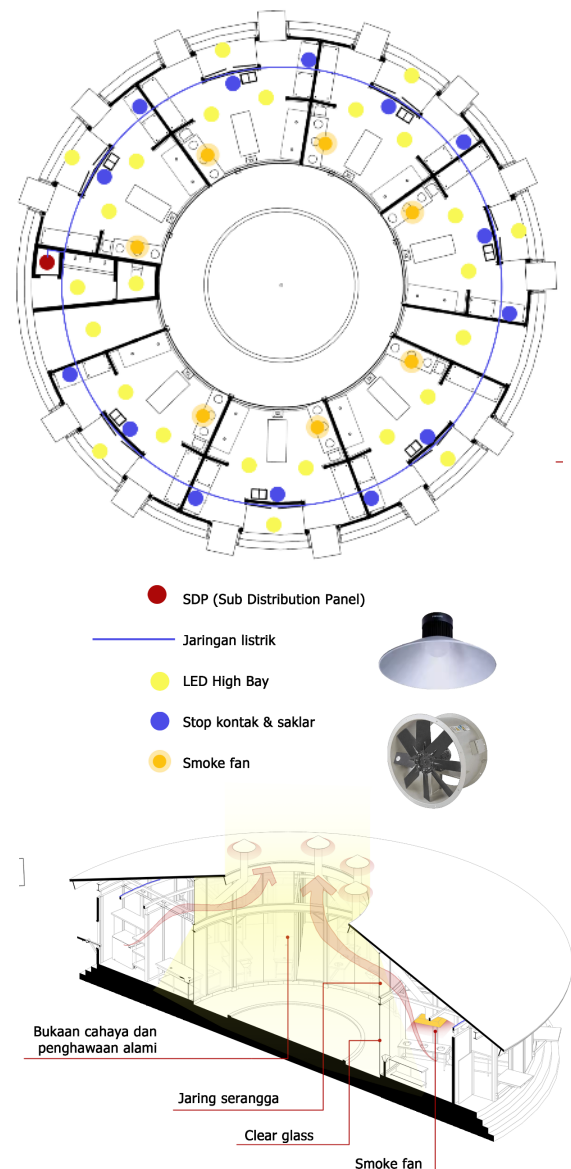 SDP (Sub Distribution Panel)
Jaringan listrik
LED High Bay
Stop kontak & saklar
Smoke fan
Bukaan cahaya dan
penghawaan alami
Jaring serangga
Clear glass
Smoke fan